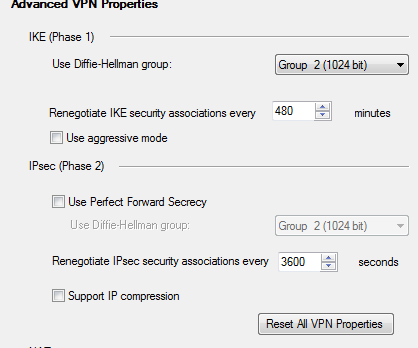 Advanced VPN Properties
IKE (Phase 1)
Use Diffie-Hellman group: Group 2 (1024 bit)
Renegotiate IKE security associations every 480 minutes
Use aggressive mode
IPsec (Phase 2)
Use Perfect Forward Secrecy
Use Diffie-Hellman group: Group 2 (1024 bit)
Renegotiate IPsec security associations every 3600 seconds
Support IP compression
Reset All VPN Properties